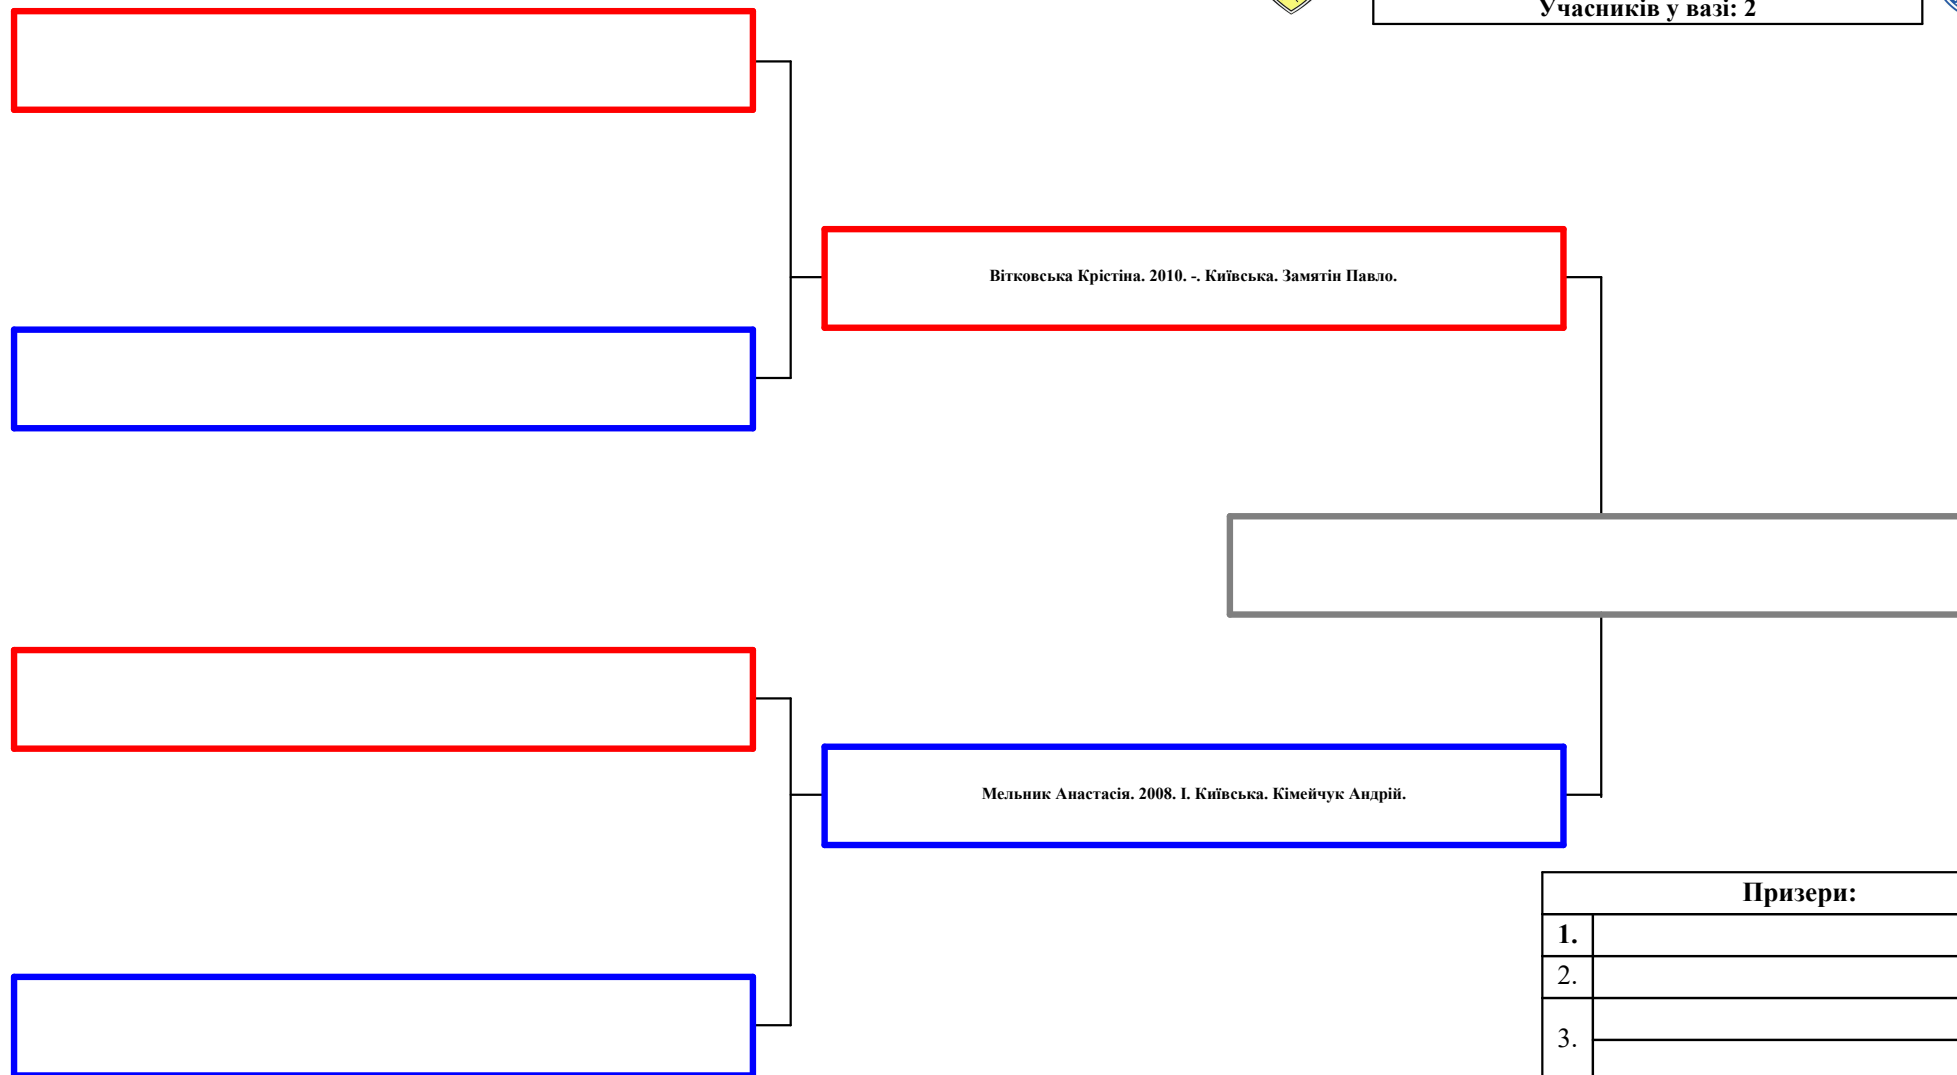 Учасників у вазі: 2
Вітковська Крістіна. 2010. -. Київська. Замятін Павло.
Мельник Анастасія. 2008. І. Київська. Кімейчук Андрій.
Призери:
1.
2.
3.